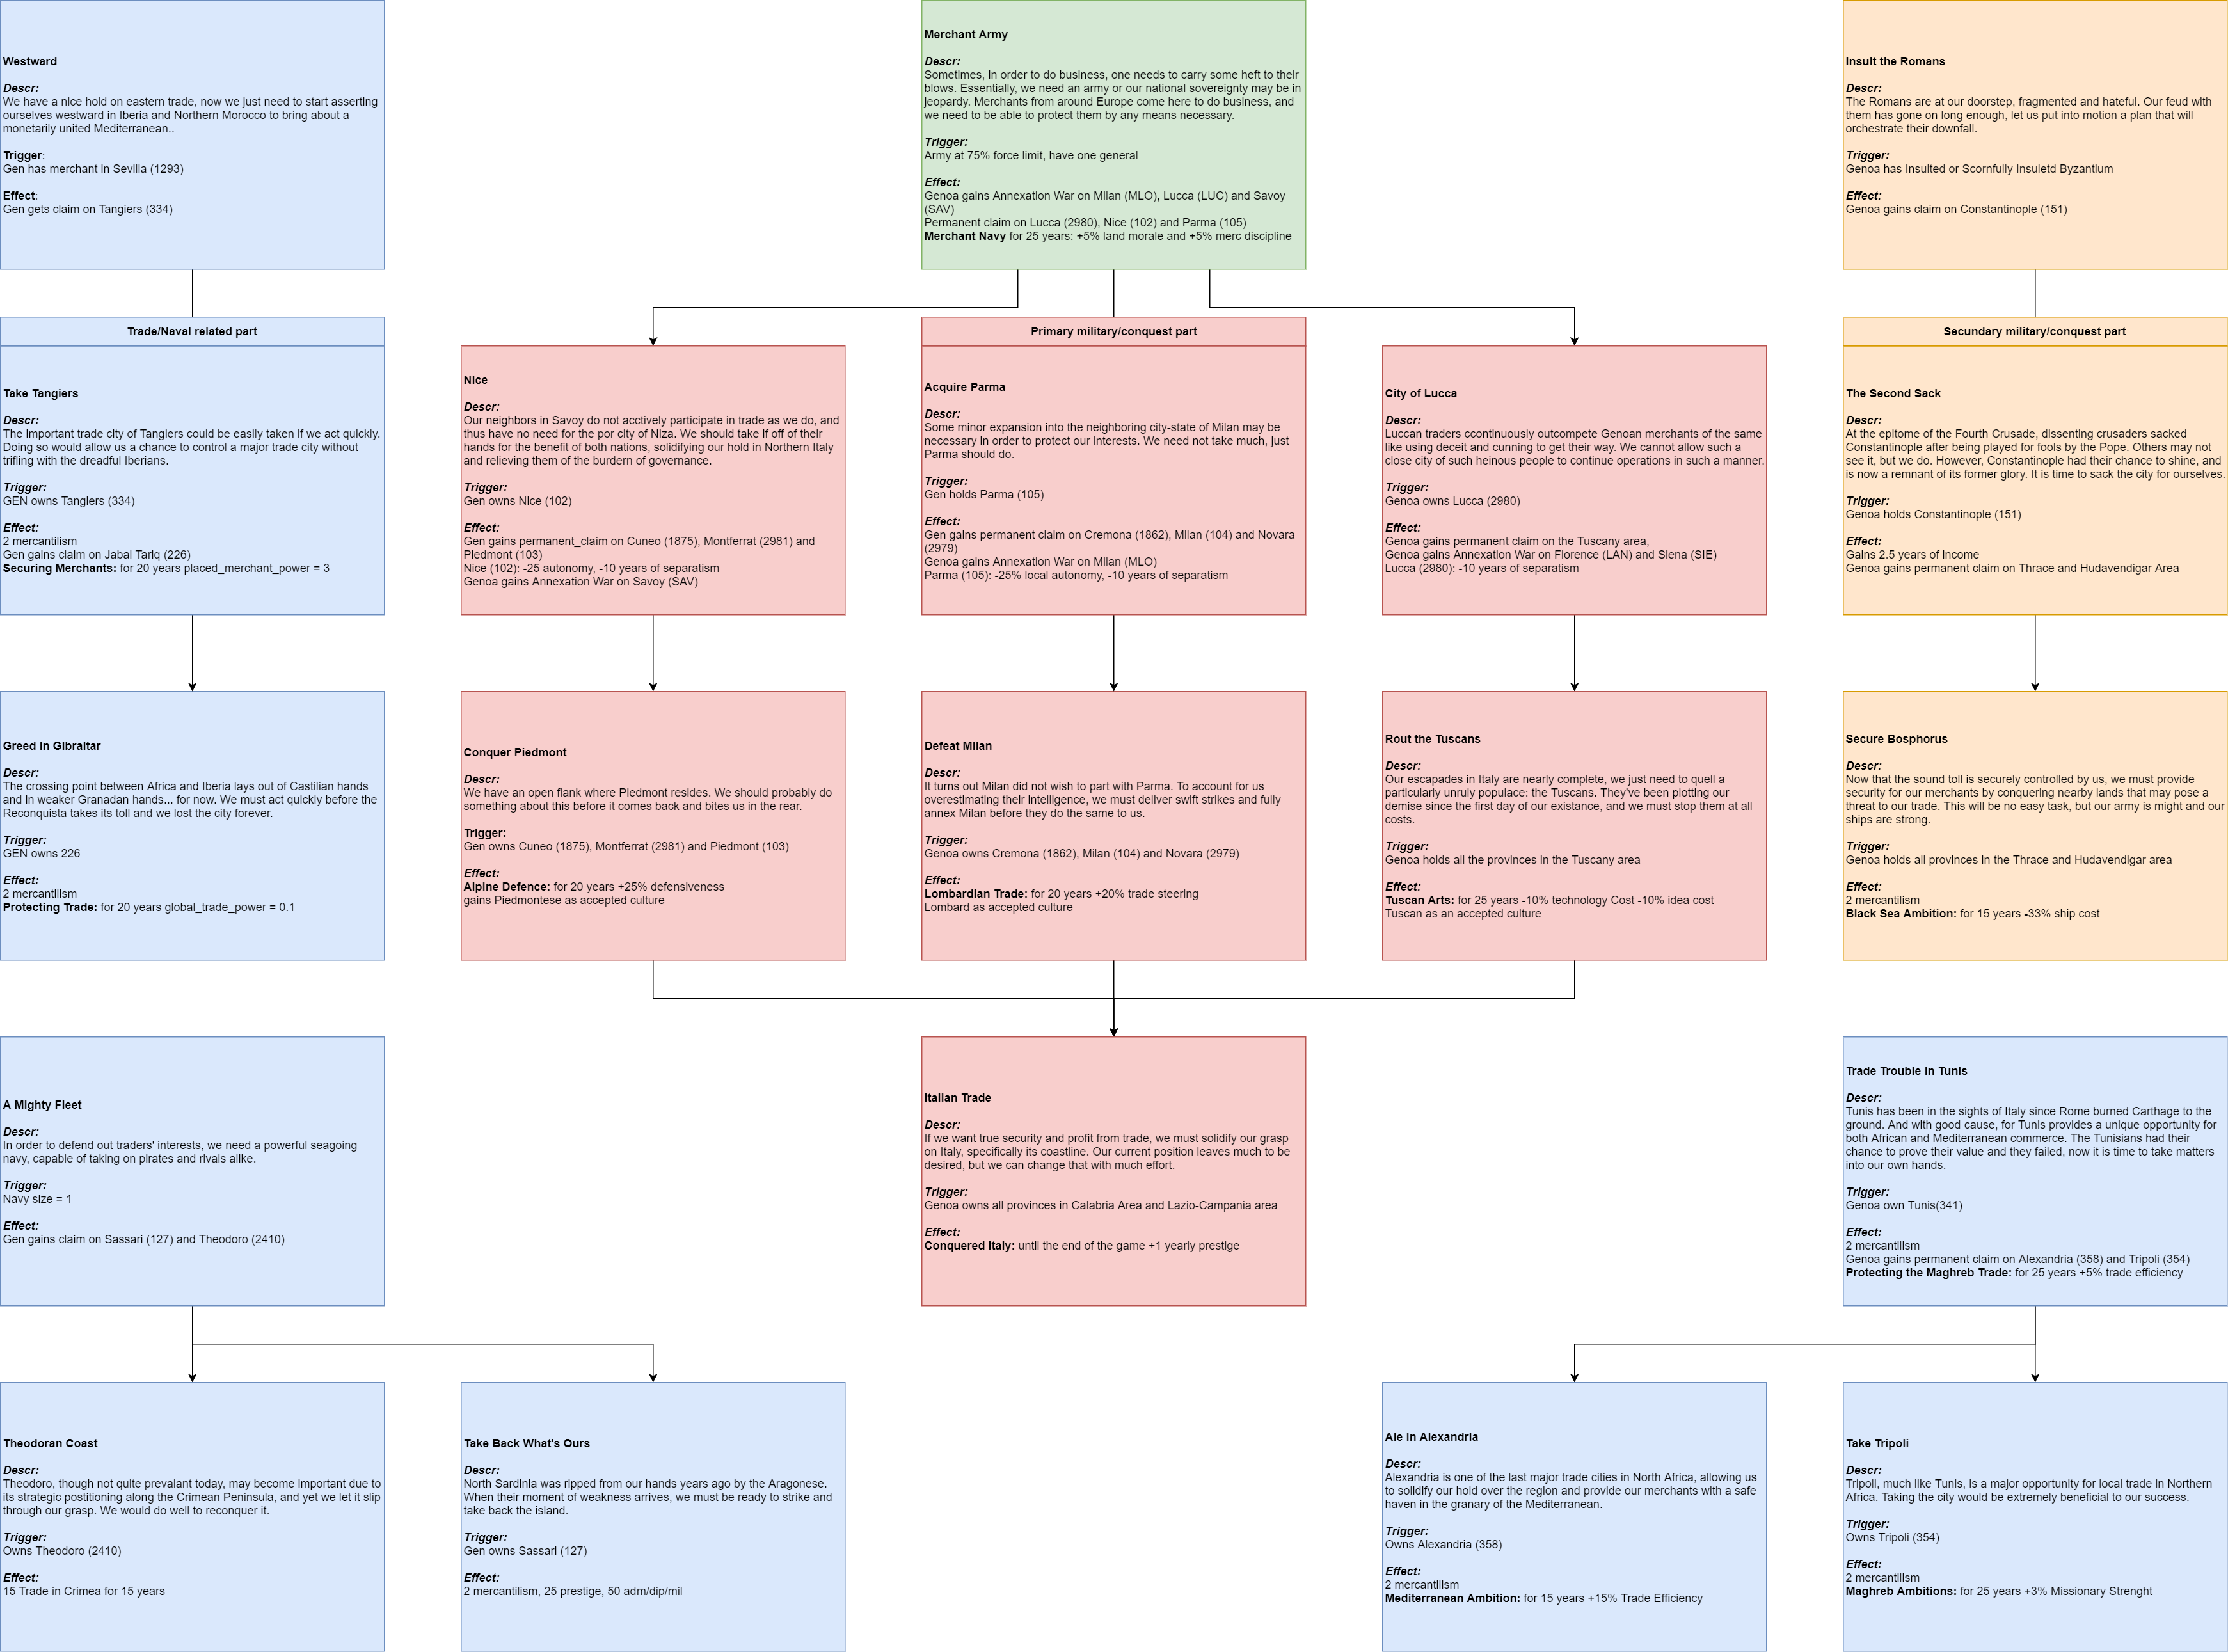 Westward
Descr:
We have a nice hold on eastern trade, now we just need to start asserting
ourselves westward in Iberia and Northern Morocco to bring about a
monetarily united Mediterranean..
Trigger:
Gen has merchant in Sevilla (1293)
Effect:
Gen gets claim on Tangiers (334)
Merchant Army
Descr:
Sometimes, in order to do business, one needs to carry some heft to their
blows. Essentially, we need an army or our national sovereignty may be in
jeopardy. Merchants from around Europe come here to do business, and
we need to be able to protect them by any means necessary.
Trigger:
Army at 75% force limit, have one general
Effect:
Genoa gains Annexation War on Milan (MLO), Lucca (LUC) and Savoy
(SAV)
Permanent claim on Lucca (2980), Nice (102) and Parma (105)
Merchant Navy for 25 years: +5% land morale and +5% merc discipline
Insult the Romans
Descr:
The Romans are at our doorstep, fragmented and hateful. Our feud with
them has gone on long enough, let us put into motion a plan that will
orchestrate their downfall.
Trigger:
Genoa has Insulted or Scornfully Insuletd Byzantium
Effect:
Genoa gains claim on Constantinople (151)
Trade/Naval related part
Take Tangiers
Descr:
The important trade city of Tangiers could be easily taken if we act quickly.
Doing so would allow us a chance to control a major trade city without
trifling with the dreadful Iberians.
Trigger:
GEN owns Tangiers (334)
Effect:
2 mercantilism
Gen gains claim on Jabal Tariq (226)
Securing Merchants: for 20 years placed_merchant_power = 3
Nice
Descr:
Our neighbors in Savoy do not acctively participate in trade as we do, and
thus have no need for the por city of Niza. We should take if off of their
hands for the benefit of both nations, solidifying our hold in Northern Italy
and relieving them of the burdern of governance.
Trigger:
Gen owns Nice (102)
Effect:
Gen gains permanent_claim on Cuneo (1875), Montferrat (2981) and
Piedmont (103)
Nice (102): -25 autonomy, -10 years of separatism
Genoa gains Annexation War on Savoy (SAV)
Primary military/conquest part
Acquire Parma
Descr:
Some minor expansion into the neighboring city-state of Milan may be
necessary in order to protect our interests. We need not take much, just
Parma should do.
Trigger:
Gen holds Parma (105)
Effect:
Gen gains permanent claim on Cremona (1862), Milan (104) and Novara
(2979)
Genoa gains Annexation War on Milan (MLO)
Parma (105): -25% local autonomy, -10 years of separatism
City of Lucca
Descr:
Luccan traders ccontinuously outcompete Genoan merchants of the same
like using deceit and cunning to get their way. We cannot allow such a
close city of such heinous people to continue operations in such a manner.
Trigger:
Genoa owns Lucca (2980)
Effect:
Genoa gains permanent claim on the Tuscany area,
Genoa gains Annexation War on Florence (LAN) and Siena (SIE)
Lucca (2980): -10 years of separatism
Secundary military/conquest part
The Second Sack
Descr:
At the epitome of the Fourth Crusade, dissenting crusaders sacked
Constantinople after being played for fools by the Pope. Others may not
see it, but we do. However, Constantinople had their chance to shine, and
is now a remnant of its former glory. It is time to sack the city for ourselves.
Trigger:
Genoa holds Constantinople (151)
Effect:
Gains 2.5 years of income
Genoa gains permanent claim on Thrace and Hudavendigar Area
Greed in Gibraltar
Descr:
The crossing point between Africa and Iberia lays out of Castilian hands
and in weaker Granadan hands... for now. We must act quickly before the
Reconquista takes its toll and we lost the city forever.
Trigger:
GEN owns 226
Effect:
2 mercantilism
Protecting Trade: for 20 years global_trade_power = 0.1
Conquer Piedmont
Descr:
We have an open flank where Piedmont resides. We should probably do
something about this before it comes back and bites us in the rear.
Trigger:
Gen owns Cuneo (1875), Montferrat (2981) and Piedmont (103)
Effect:
Alpine Defence: for 20 years +25% defensiveness
gains Piedmontese as accepted culture
Defeat Milan
Descr:
It turns out Milan did not wish to part with Parma. To account for us
overestimating their intelligence, we must deliver swift strikes and fully
annex Milan before they do the same to us.
Trigger:
Genoa owns Cremona (1862), Milan (104) and Novara (2979)
Effect:
Lombardian Trade: for 20 years +20% trade steering
Lombard as accepted culture
Rout the Tuscans
Descr:
Our escapades in Italy are nearly complete, we just need to quell a
particularly unruly populace: the Tuscans. They've been plotting our
demise since the first day of our existance, and we must stop them at all
costs.
Trigger:
Genoa holds all the provinces in the Tuscany area
Effect:
Tuscan Arts: for 25 years -10% technology Cost -10% idea cost
Tuscan as an accepted culture
Secure Bosphorus
Descr:
Now that the sound toll is securely controlled by us, we must provide
security for our merchants by conquering nearby lands that may pose a
threat to our trade. This will be no easy task, but our army is might and our
ships are strong.
Trigger:
Genoa holds all provinces in the Thrace and Hudavendigar area
Effect:
2 mercantilism
Black Sea Ambition: for 15 years -33% ship cost
A Mighty Fleet
Descr:
In order to defend out traders' interests, we need a powerful seagoing
navy, capable of taking on pirates and rivals alike.
Trigger:
Navy size = 1
Effect:
Gen gains claim on Sassari (127) and Theodoro (2410)
Italian Trade
Descr:
If we want true security and profit from trade, we must solidify our grasp
on Italy, specifically its coastline. Our current position leaves much to be
desired, but we can change that with much effort.
Trigger:
Genoa owns all provinces in Calabria Area and Lazio-Campania area
Effect:
Conquered Italy: until the end of the game +1 yearly prestige
Trade Trouble in Tunis
Descr:
Tunis has been in the sights of Italy since Rome burned Carthage to the
ground. And with good cause, for Tunis provides a unique opportunity for
both African and Mediterranean commerce. The Tunisians had their
chance to prove their value and they failed, now it is time to take matters
into our own hands.
Trigger:
Genoa own Tunis(341)
Effect:
2 mercantilism
Genoa gains permanent claim on Alexandria (358) and Tripoli (354)
Protecting the Maghreb Trade: for 25 years +5% trade efficiency
Theodoran Coast
Descr:
Theodoro, though not quite prevalant today, may become important due to
its strategic postitioning along the Crimean Peninsula, and yet we let it slip
through our grasp. We would do well to reconquer it.
Trigger:
Owns Theodoro (2410)
Effect:
15 Trade in Crimea for 15 years
Take Back What's Ours
Descr:
North Sardinia was ripped from our hands years ago by the Aragonese.
When their moment of weakness arrives, we must be ready to strike and
take back the island.
Trigger:
Gen owns Sassari (127)
Effect:
2 mercantilism, 25 prestige, 50 adm/dip/mil
Ale in Alexandria
Descr:
Alexandria is one of the last major trade cities in North Africa, allowing us
to solidify our hold over the region and provide our merchants with a safe
haven in the granary of the Mediterranean.
Trigger:
Owns Alexandria (358)
Effect:
2 mercantilism
Mediterranean Ambition: for 15 years +15% Trade Efficiency
Take Tripoli
Descr:
Tripoli, much like Tunis, is a major opportunity for local trade in Northern
Africa. Taking the city would be extremely beneficial to our success.
Trigger:
Owns Tripoli (354)
Effect:
2 mercantilism
Maghreb Ambitions: for 25 years +3% Missionary Strenght